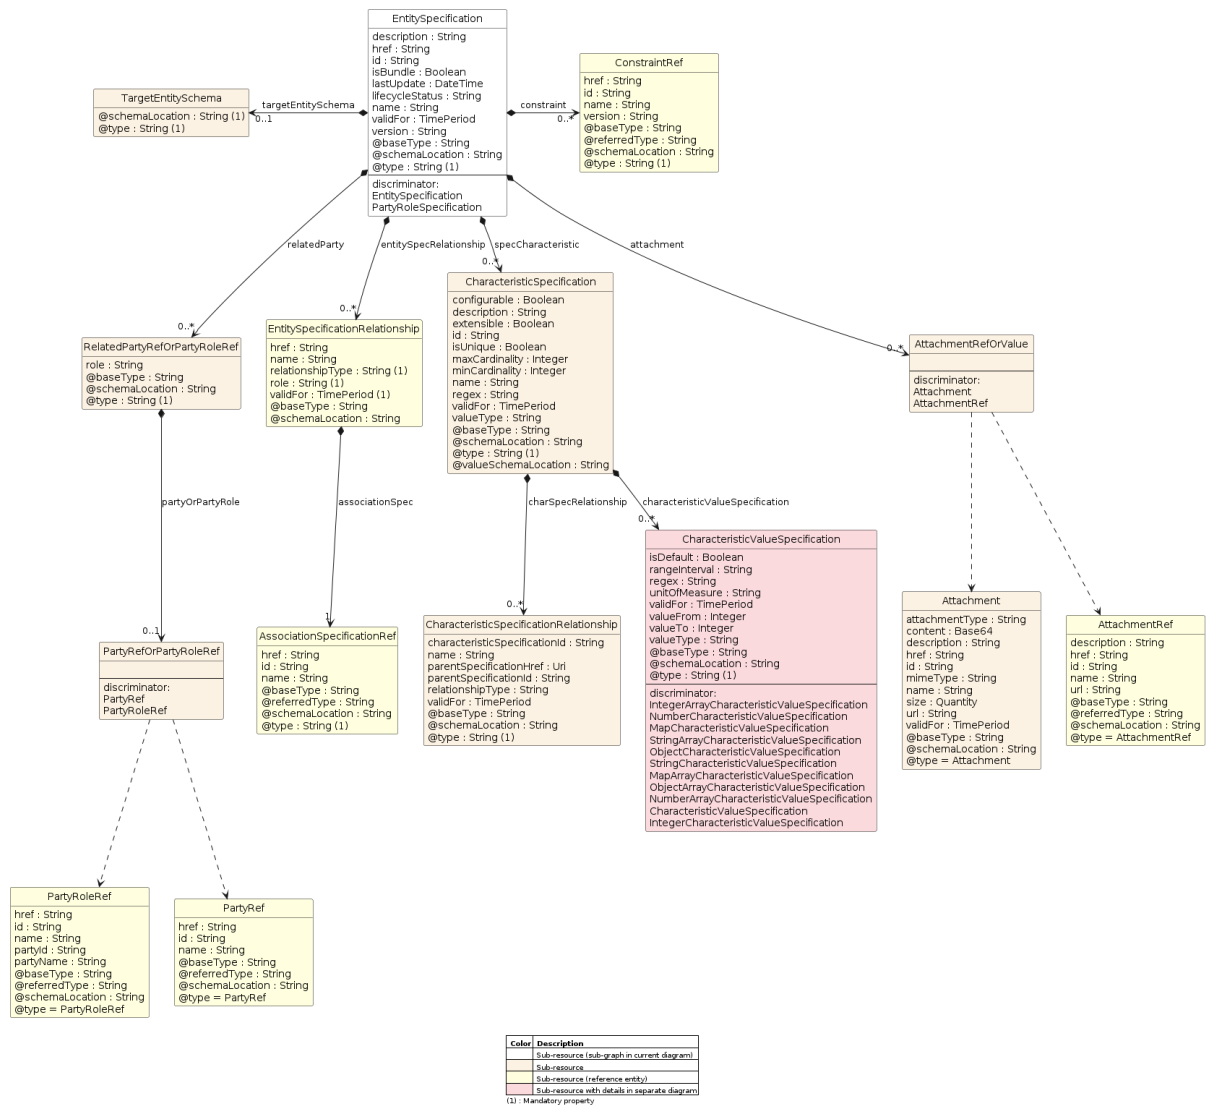 EntitySpecification
description : String
href : String
id : String
isBundle : Boolean
lastUpdate : DateTime
lifecycleStatus : String
name : String
validFor : TimePeriod
version : String
@baseType : String
@schemaLocation : String
@type : String (1)
discriminator:
EntitySpecification
PartyRoleSpecification
ConstraintRef
href : String
id : String
name : String
version : String
@baseType : String
@referredType : String
@schemaLocation : String
@type : String (1)
TargetEntitySchema
@schemaLocation : String (1)
@type : String (1)
targetEntitySchema
0..1
constraint
0..*
relatedParty
0..*
entitySpecRelationship
0..*
specCharacteristic
0..*
attachment
0..*
RelatedPartyRefOrPartyRoleRef
role : String
@baseType : String
@schemaLocation : String
@type : String (1)
EntitySpecificationRelationship
href : String
name : String
relationshipType : String (1)
role : String (1)
validFor : TimePeriod (1)
@baseType : String
@schemaLocation : String
CharacteristicSpecification
configurable : Boolean
description : String
extensible : Boolean
id : String
isUnique : Boolean
maxCardinality : Integer
minCardinality : Integer
name : String
regex : String
validFor : TimePeriod
valueType : String
@baseType : String
@schemaLocation : String
@type : String (1)
@valueSchemaLocation : String
AttachmentRefOrValue
discriminator:
Attachment
AttachmentRef
partyOrPartyRole
0..1
associationSpec
1
charSpecRelationship
0..*
characteristicValueSpecification
0..*
PartyRefOrPartyRoleRef
discriminator:
PartyRef
PartyRoleRef
AssociationSpecificationRef
href : String
id : String
name : String
@baseType : String
@referredType : String
@schemaLocation : String
@type : String (1)
CharacteristicSpecificationRelationship
characteristicSpecificationId : String
name : String
parentSpecificationHref : Uri
parentSpecificationId : String
relationshipType : String
validFor : TimePeriod
@baseType : String
@schemaLocation : String
@type : String (1)
CharacteristicValueSpecification
isDefault : Boolean
rangeInterval : String
regex : String
unitOfMeasure : String
validFor : TimePeriod
valueFrom : Integer
valueTo : Integer
valueType : String
@baseType : String
@schemaLocation : String
@type : String (1)
discriminator:
IntegerArrayCharacteristicValueSpecification
NumberCharacteristicValueSpecification
MapCharacteristicValueSpecification
StringArrayCharacteristicValueSpecification
ObjectCharacteristicValueSpecification
StringCharacteristicValueSpecification
MapArrayCharacteristicValueSpecification
ObjectArrayCharacteristicValueSpecification
NumberArrayCharacteristicValueSpecification
CharacteristicValueSpecification
IntegerCharacteristicValueSpecification
Attachment
attachmentType : String
content : Base64
description : String
href : String
id : String
mimeType : String
name : String
size : Quantity
url : String
validFor : TimePeriod
@baseType : String
@schemaLocation : String
@type = Attachment
AttachmentRef
description : String
href : String
id : String
name : String
url : String
@baseType : String
@referredType : String
@schemaLocation : String
@type = AttachmentRef
PartyRoleRef
href : String
id : String
name : String
partyId : String
partyName : String
@baseType : String
@referredType : String
@schemaLocation : String
@type = PartyRoleRef
PartyRef
href : String
id : String
name : String
@baseType : String
@referredType : String
@schemaLocation : String
@type = PartyRef
Color Description
Sub-resource (sub-graph in current diagram)
Sub-resource
Sub-resource (reference entity)
Sub-resource with details in separate diagram
(1) : Mandatory property